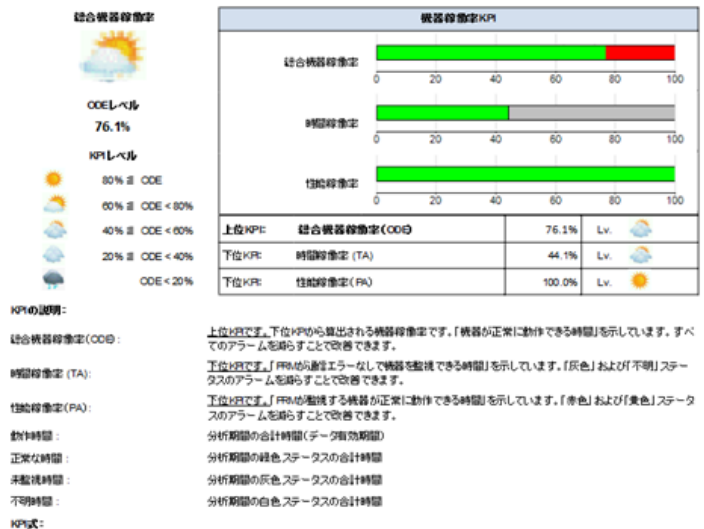 総合機器稼働率
ODEレベル
76.1%
KPIレベル
80% ≦ ODE
60% ≦ ODE < 80%
40% ≦ ODE < 60%
20% ≦ ODE < 40%
ODE < 20%
機器稼働率KPI
総合機器稼働率
0 20 40 60 80 100
時間稼働率
0 20 40 60 80 100
性能稼働率
0 20 40 60 80 100
上位KPI: 総合機器稼働率(ODE) 76.1% Lv.
下位KPI: 時間稼働率 (TA) 44.1% Lv.
下位KPI: 性能稼働率(PA) 100.0% Lv.
KPIの説明:
総合機器稼働率(ODE): 上位KPIです。下位KPIから算出される機器稼働率です。「機器が正常に動作できる時間」を示しています。すべ
てのアラームを減らすことで改善できます。
時間稼働率 (TA): 下位KPIです。「PRMが通信エラーなしで機器を監視できる時間」を示しています。「灰色」および「不明」ステー
タスのアラームを減らすことで改善できます。
性能稼働率(PA): 下位KPIです。「PRMが監視する機器が正常に動作できる時間」を示しています。「赤色」および「黄色」ステータ
スのアラームを減らすことで改善できます。
動作時間: 分析期間の合計時間(データ有効期間)
正常な時間: 分析期間の緑色ステータスの合計時間
未監視時間: 分析期間の灰色ステータスの合計時間
不明時間: 分析期間の白色ステータスの合計時間
KPI式: